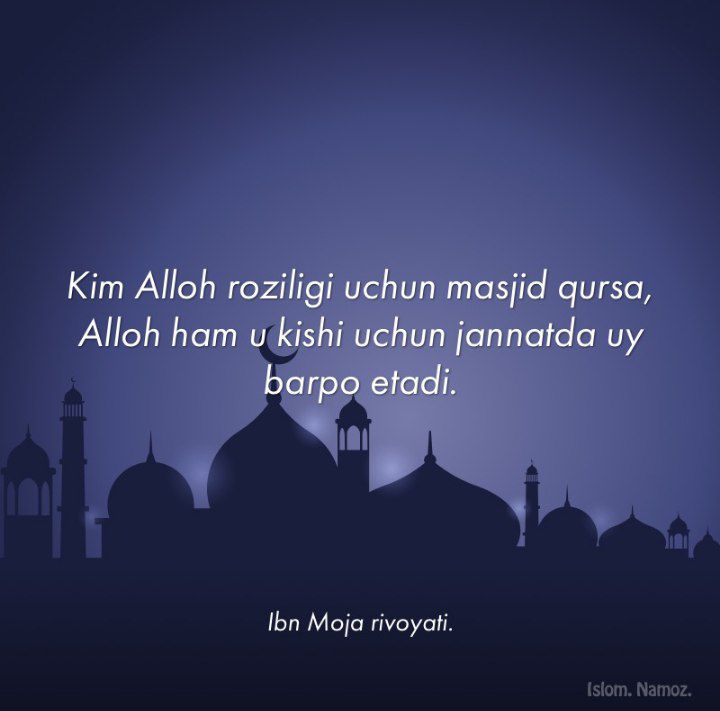 Kim Alloh roziligi uchun masjid qursa,
Alloh ham u kishi uchun jannatda uy
barpo etadi.
Ibn Moja rivoyati.
Islom. Namoz.